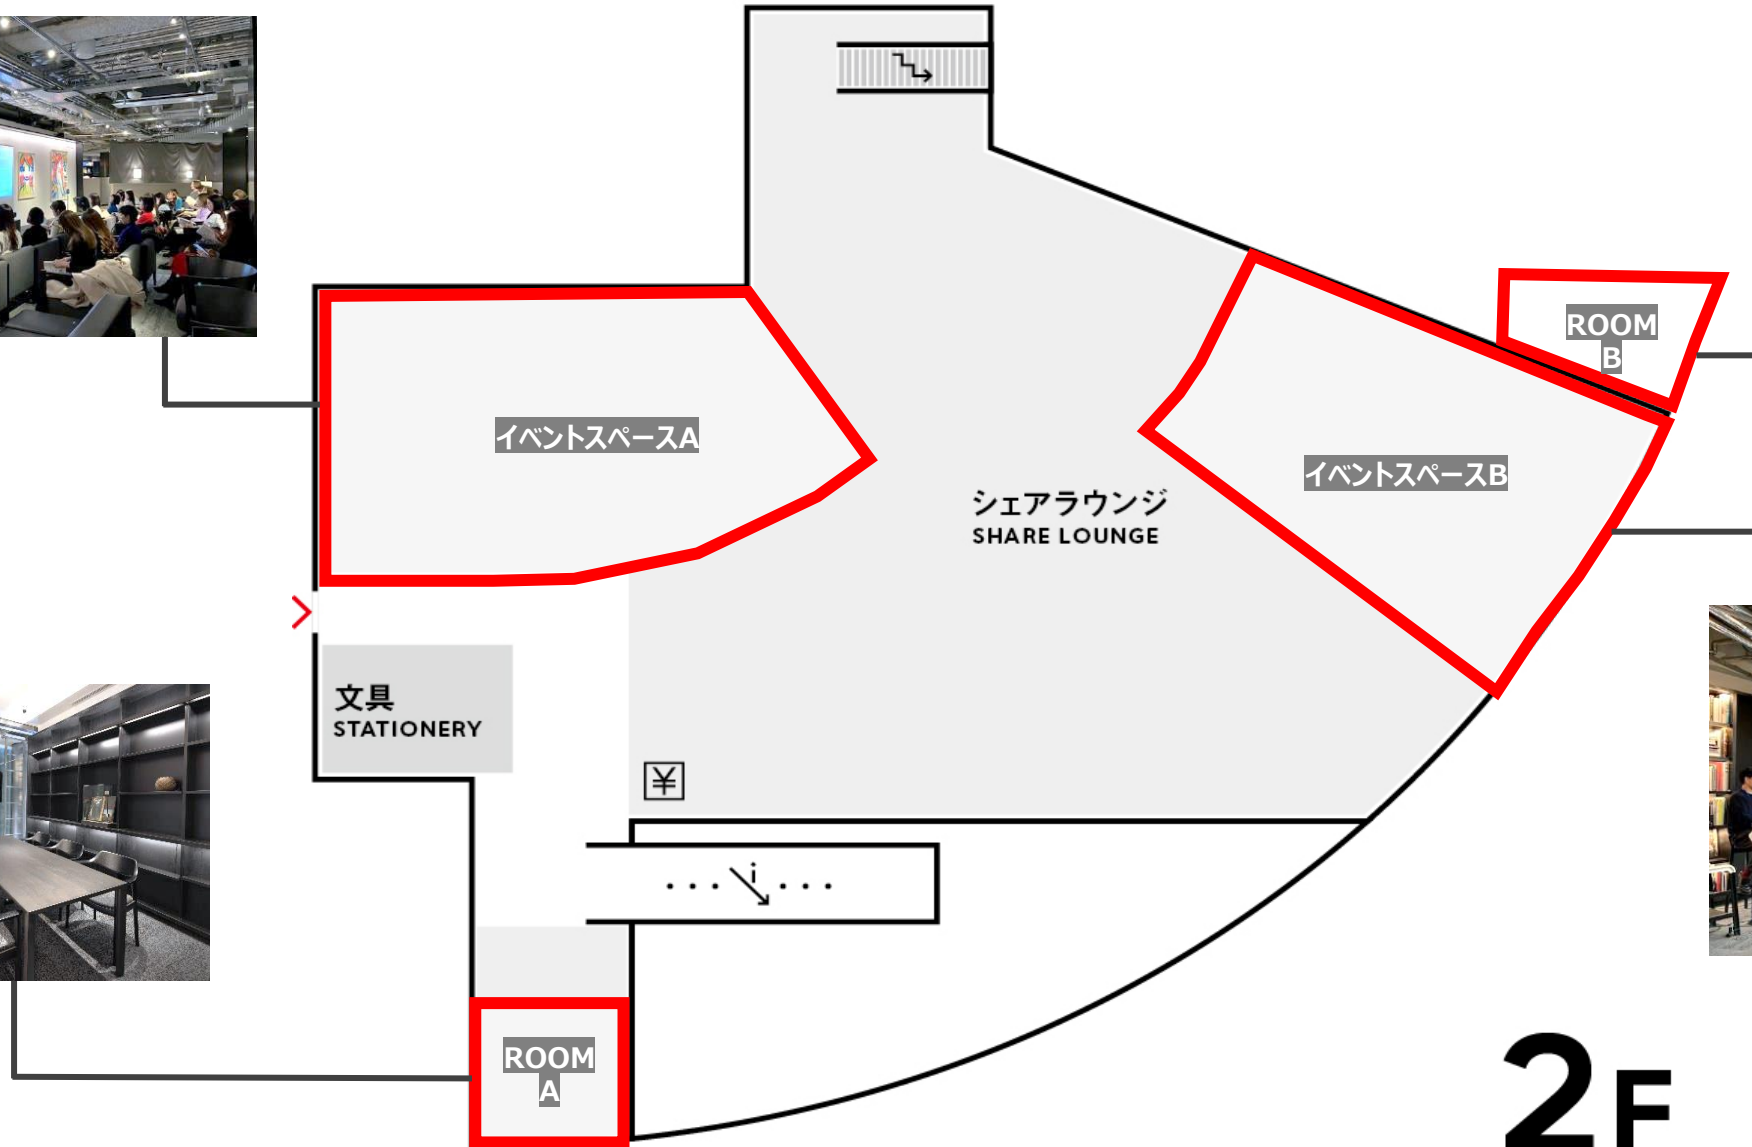 ROOM
B
イベントスペースA
イベントスペースB
シェアラウンジ
SHARE LOUNGE
文具
STATIONERY
¥
i
ROOM
A
2F